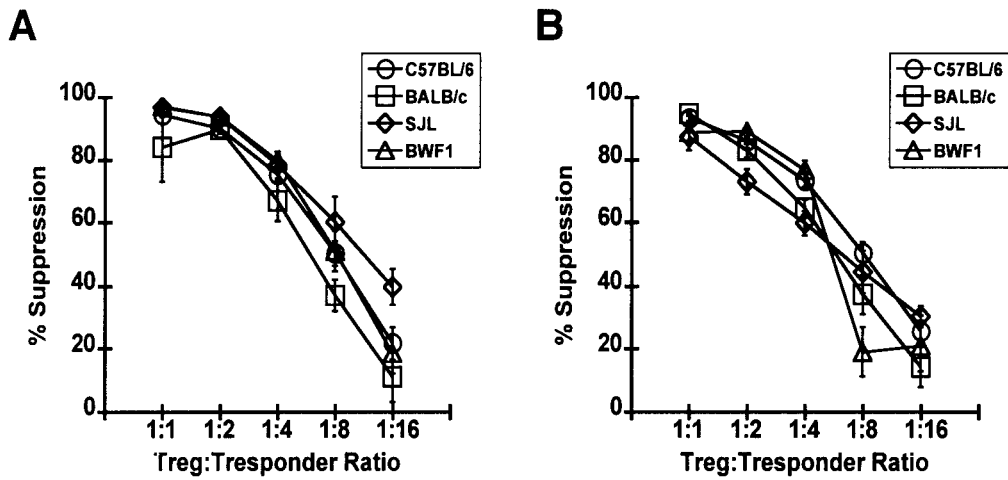 A
C57BL/6
BALB/c
SJL
BWF1
100
80
60
40
20
0
% Suppression
1:1 1:2 1:4 1:8 1:16
Treg:Tresponder Ratio
B
C57BL/6
BALB/c
SJL
BWF1
100
80
60
40
20
0
% Suppression
1:1 1:2 1:4 1:8 1:16
Treg:Tresponder Ratio